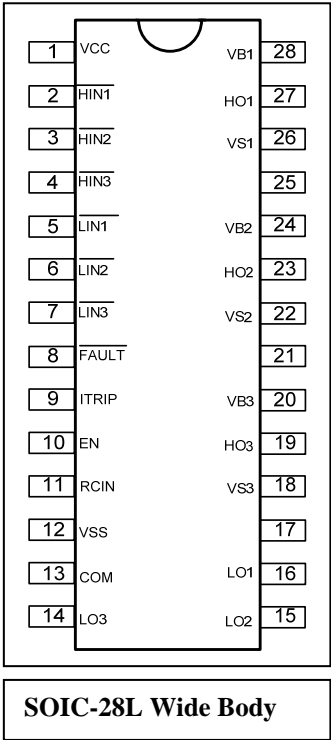 1 VCC VB1 28
2 HIN1 HO1 27
3 HIN2 VS1 26
4 HIN3 25
5 LIN1 VB2 24
6 LIN2 HO2 23
7 LIN3 VS2 22
8 FAULT 21
9 ITRIP VB3 20
10 EN HO3 19
11 RCIN VS3 18
12 VSS 17
13 COM LO1 16
14 LO3 LO2 15
SOIC-28L Wide Body